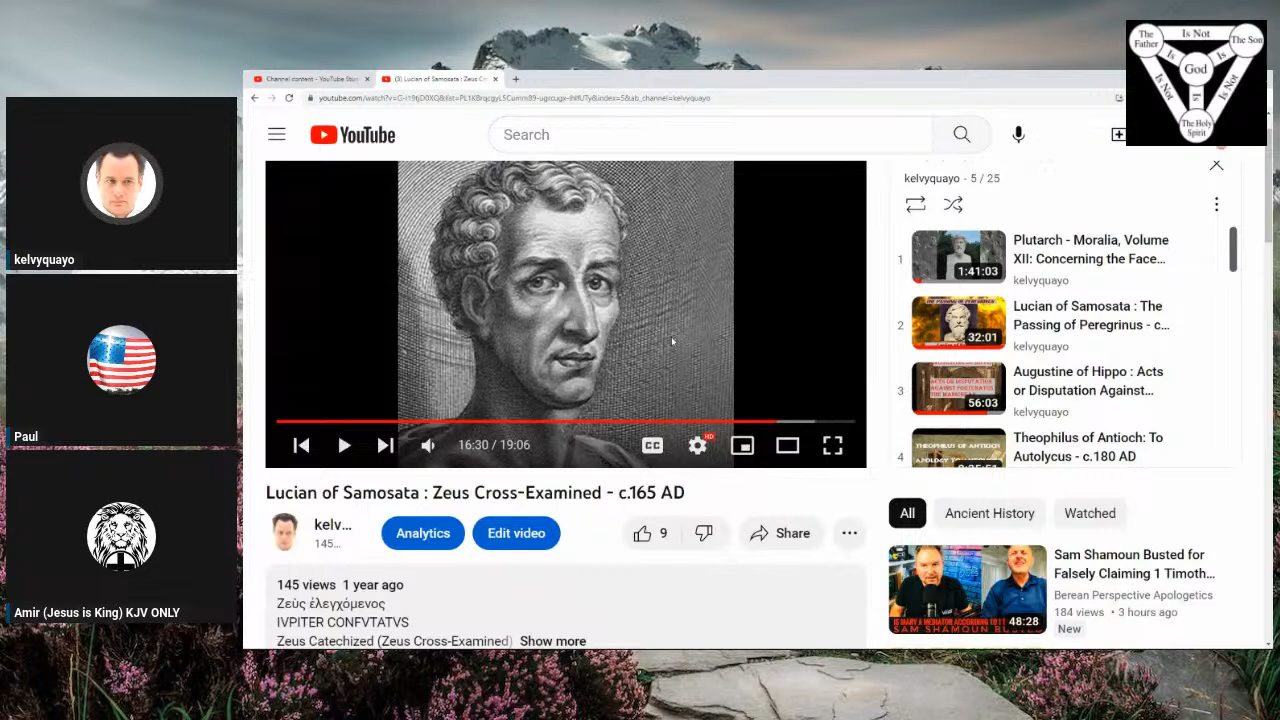 Channel content - YouTube Stu
(3) Lucian of Samosata : Zeus Cr
YouTube
Search
kelvyquayo - 5 / 25
1
1:41:03
Plutarch - Moralia, Volume
XII: Concerning the Face...
kelvyquayo
2
32:01
Lucian of Samosata : The
Passing of Peregrinus - c...
kelvyquayo
3
56:03
Augustine of Hippo : Acts
or Disputation Against...
kelvyquayo
4
Theophilus of Antioch: To
Autolycus - c.180 AD
CC
HD
16:30 / 19:06
Lucian of Samosata : Zeus Cross-Examined - c.165 AD
kelv...
145...
Analytics
Edit video
9
Share
145 views 1 year ago
Ζεὺς ἐλεγχόμενος
IVPITER CONFVTATVS
Zeus Catechized (Zeus Cross-Examined) Show more
All
Ancient History
Watched
48:28
Sam Shamoun Busted for
Falsely Claiming 1 Timoth...
Berean Perspective Apologetics
184 views • 3 hours ago
New
kelvyquayo
Paul
Amir (Jesus is King) KJV ONLY
The
Father
Is Not
The Son
Is
Is
God
Is Not
Is
Is Not
The Holy
Spirit